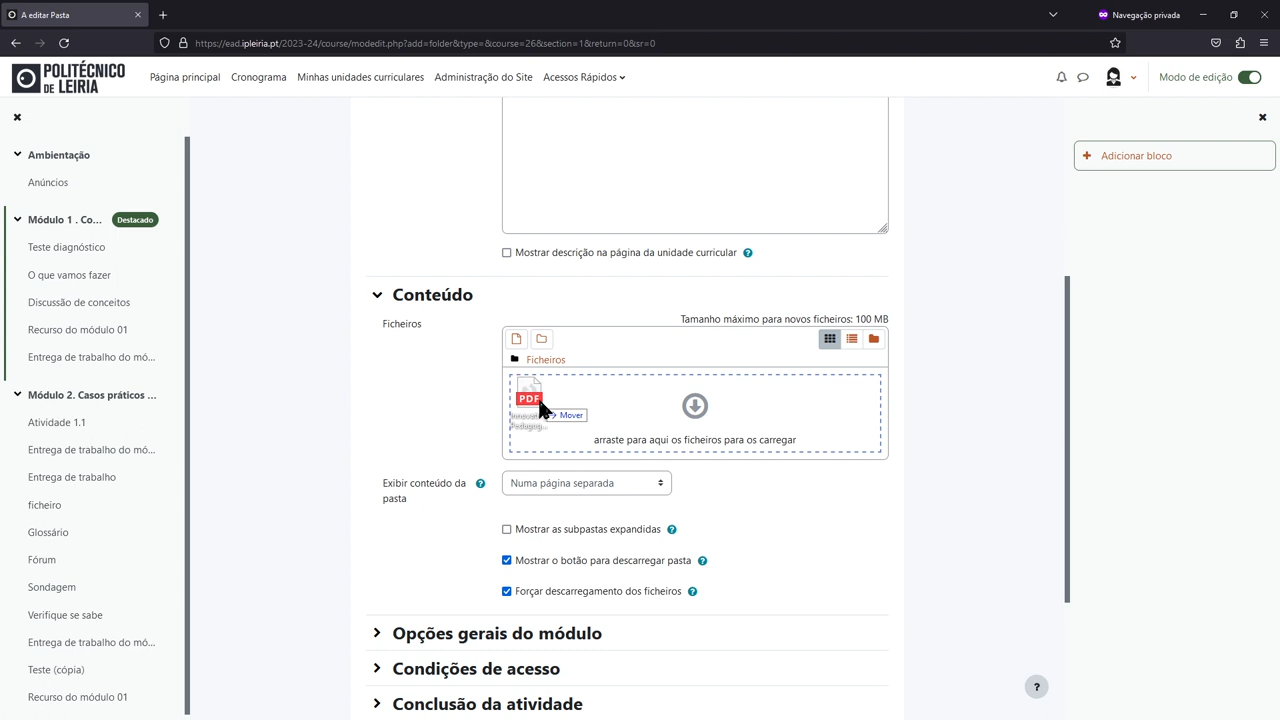 A editar Pasta
Navegação privada
https://ead.ipleiria.pt/2023-24/course/modedit.php?add=folder&type=&course=26&section=1&return=0&sr=0
POLITÉCNICO
DE LEIRIA
Página principal
Cronograma
Minhas unidades curriculares
Administração do Site
Acessos Rápidos
Modo de edição
Ambientação
Anúncios
Módulo 1 . Co...
Destacado
Teste diagnóstico
O que vamos fazer
Discussão de conceitos
Recurso do módulo 01
Entrega de trabalho do mó...
Módulo 2. Casos práticos ...
Atividade 1.1
Entrega de trabalho do mó...
Entrega de trabalho
ficheiro
Glossário
Fórum
Sondagem
Verifique se sabe
Entrega de trabalho do mó...
Teste (cópia)
Recurso do módulo 01
Mostrar descrição na página da unidade curricular
Conteúdo
Ficheiros
Tamanho máximo para novos ficheiros: 100 MB
Ficheiros
PDF
Mover
Pedagog...
arraste para aqui os ficheiros para os carregar
Exibir conteúdo da
pasta
Numa página separada
Mostrar as subpastas expandidas
Mostrar o botão para descarregar pasta
Forçar descarregamento dos ficheiros
Opções gerais do módulo
Condições de acesso
Conclusão da atividade
Adicionar bloco
?